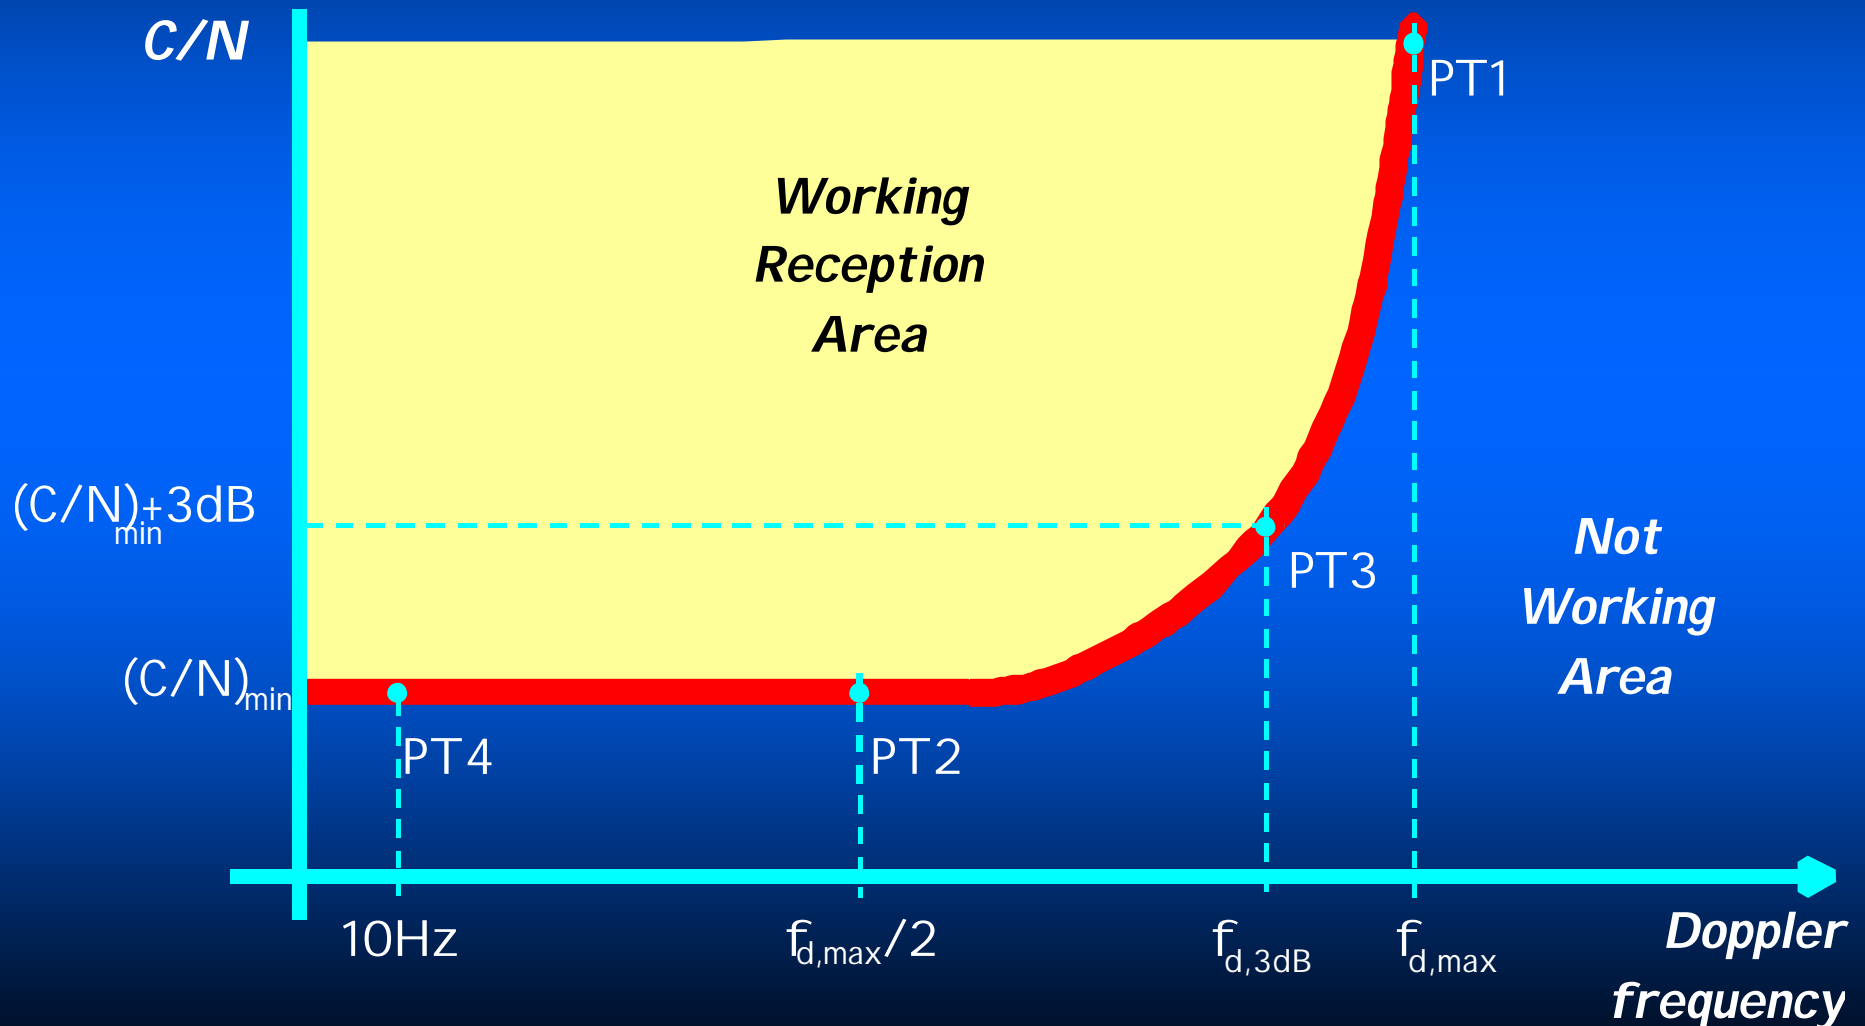 C/N
PT1
Working
Reception
Area
(C/N)min+3dB
PT3
Not
Working
Area
(C/N)min
PT4
PT2
10Hz
fd,max/2
fd,3dB
fd,max
Doppler
frequency